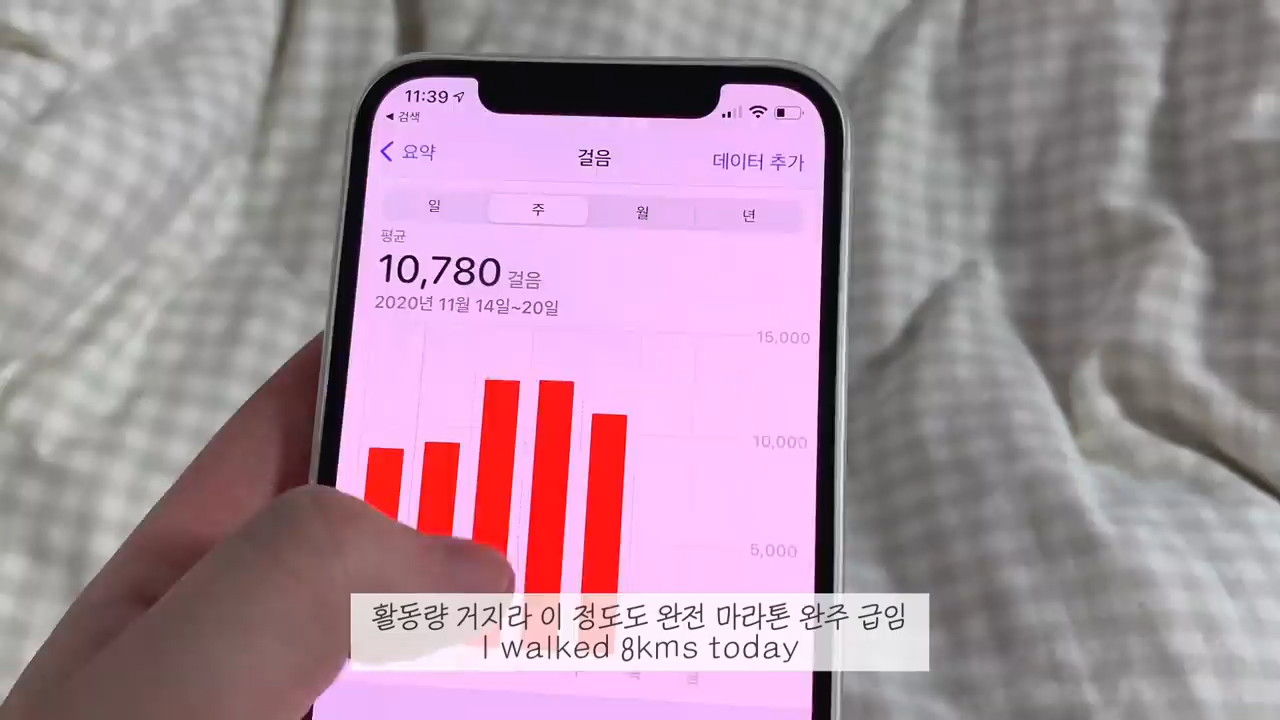 11:39
◀ 검색
요약
걸음
데이터 추가
일 주 월 년
평균
10,780 걸음
2020년 11월 14일~20일
15,000
10,000
5,000
활동량 거지라 이 정도도 완전 마라톤 완주 급임
I walked 8kms today